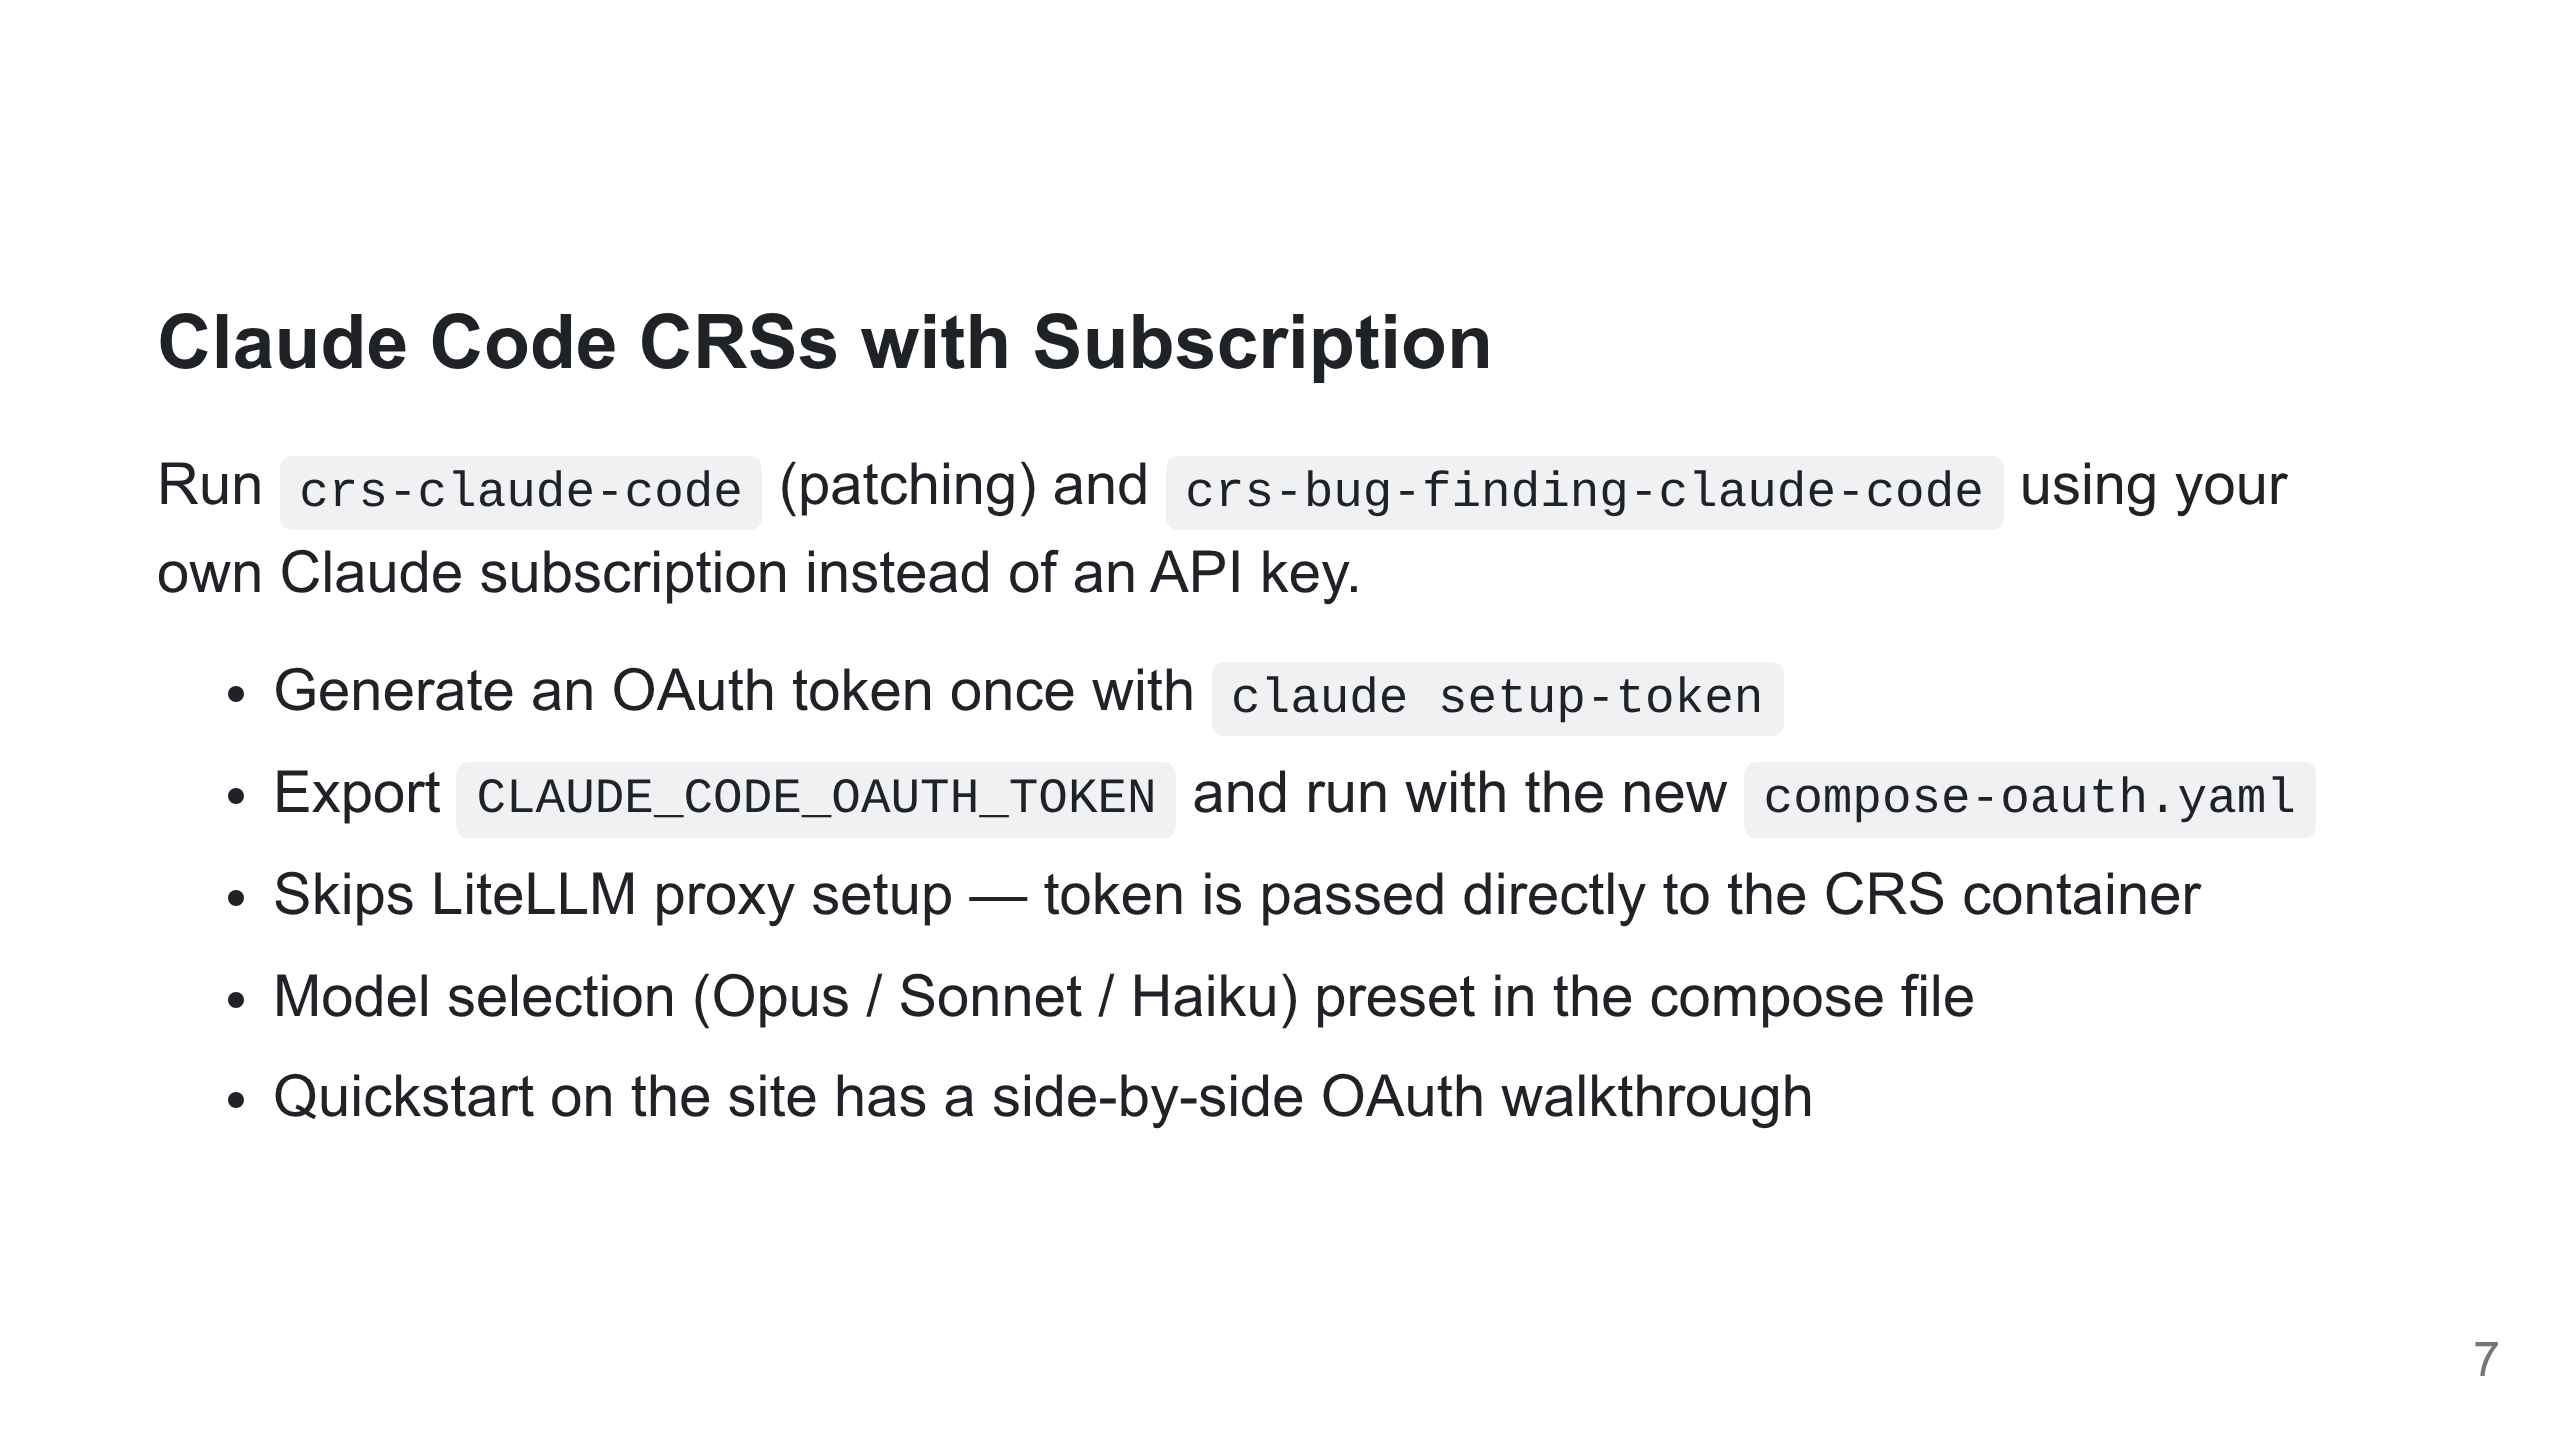 Claude Code CRSs with Subscription
Run crs-claude-code (patching) and crs-bug-finding-claude-code using your
own Claude subscription instead of an API key.
• Generate an OAuth token once with claude setup-token
• Export CLAUDE_CODE_OAUTH_TOKEN and run with the new compose-oauth.yaml
• Skips LiteLLM proxy setup — token is passed directly to the CRS container
• Model selection (Opus / Sonnet / Haiku) preset in the compose file
• Quickstart on the site has a side-by-side OAuth walkthrough
7